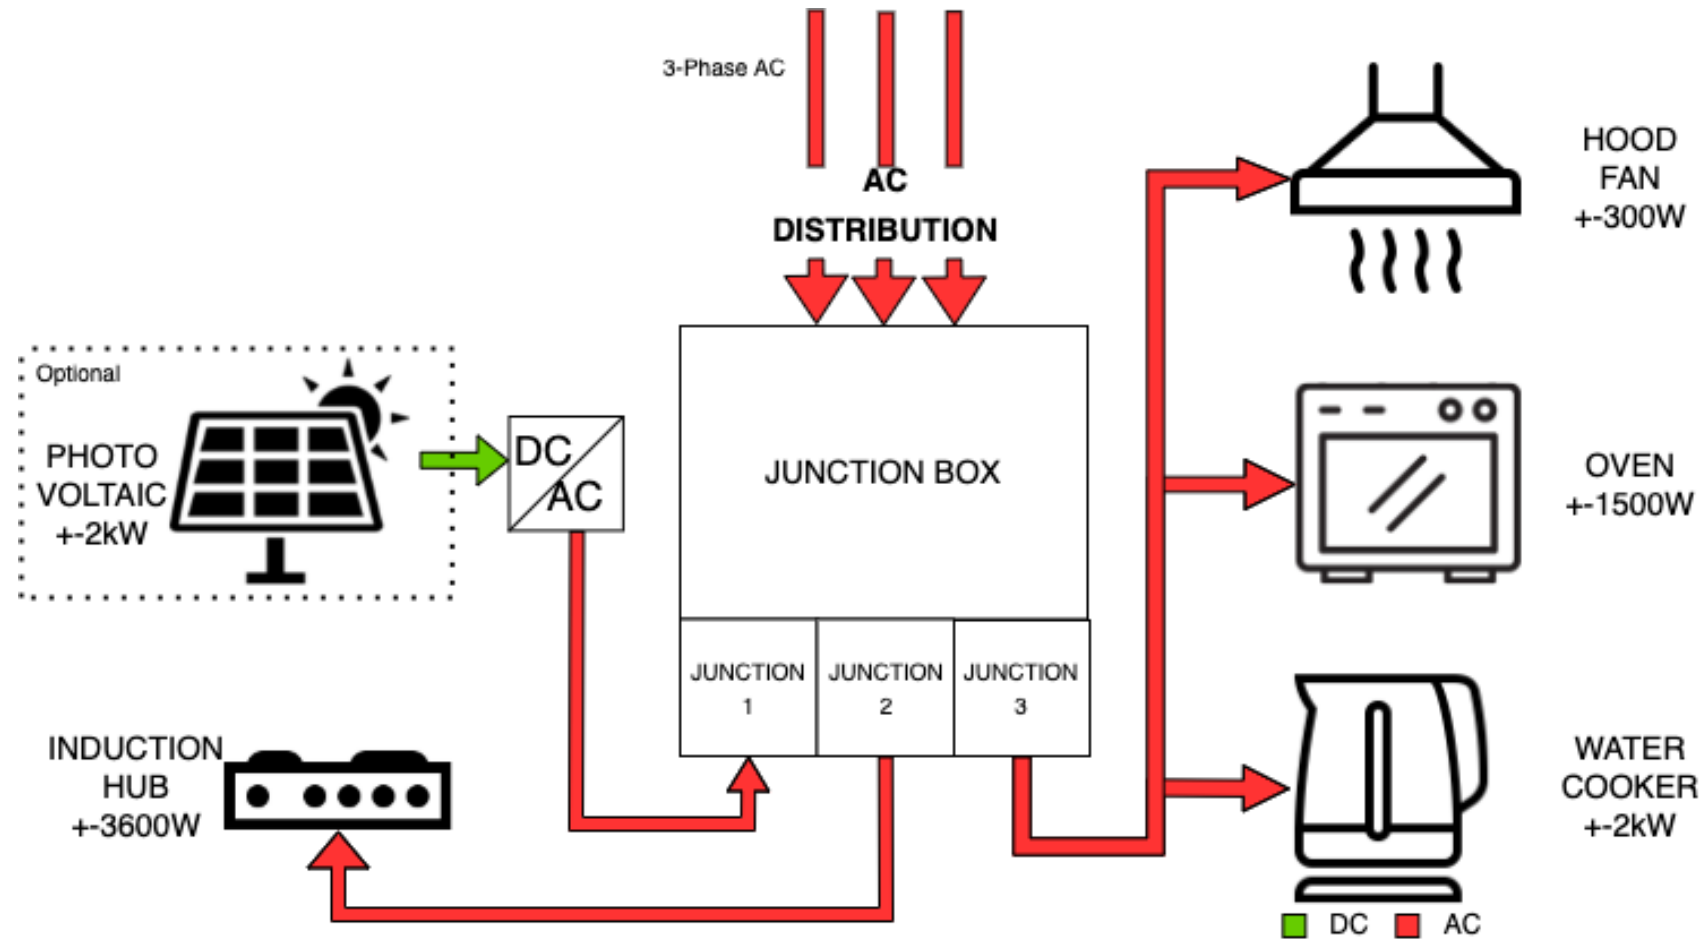 3-Phase AC
AC
DISTRIBUTION
HOOD
FAN
+-300W
Optional
PHOTO
VOLTAIC
+-2kW
DC
AC
JUNCTION BOX
OVEN
+-1500W
JUNCTION
1
JUNCTION
2
JUNCTION
3
INDUCTION
HUB
+-3600W
WATER
COOKER
+-2kW
DC
AC